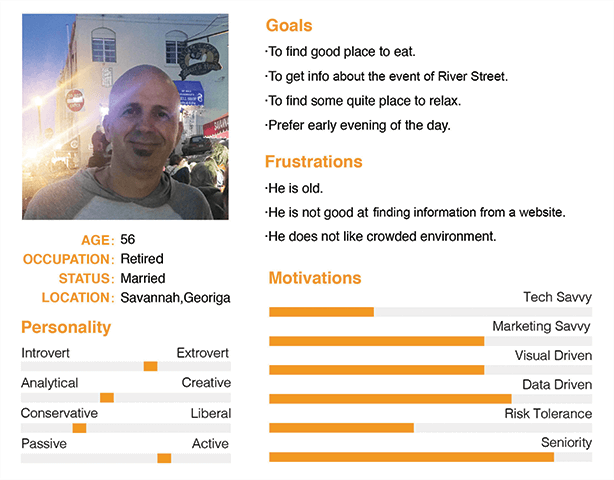 Goals
·To find good place to eat.
·To get info about the event of River Street.
·To find some quite place to relax.
·Prefer early evening of the day.
Frustrations
·He is old.
·He is not good at finding information from a website.
·He does not like crowded environment.
AGE: 56
OCCUPATION: Retired
STATUS: Married
LOCATION: Savannah,Georiga
Personality
Introvert Extrovert
Analytical Creative
Conservative Liberal
Passive Active
Motivations
Tech Savvy
Marketing Savvy
Visual Driven
Data Driven
Risk Tolerance
Seniority